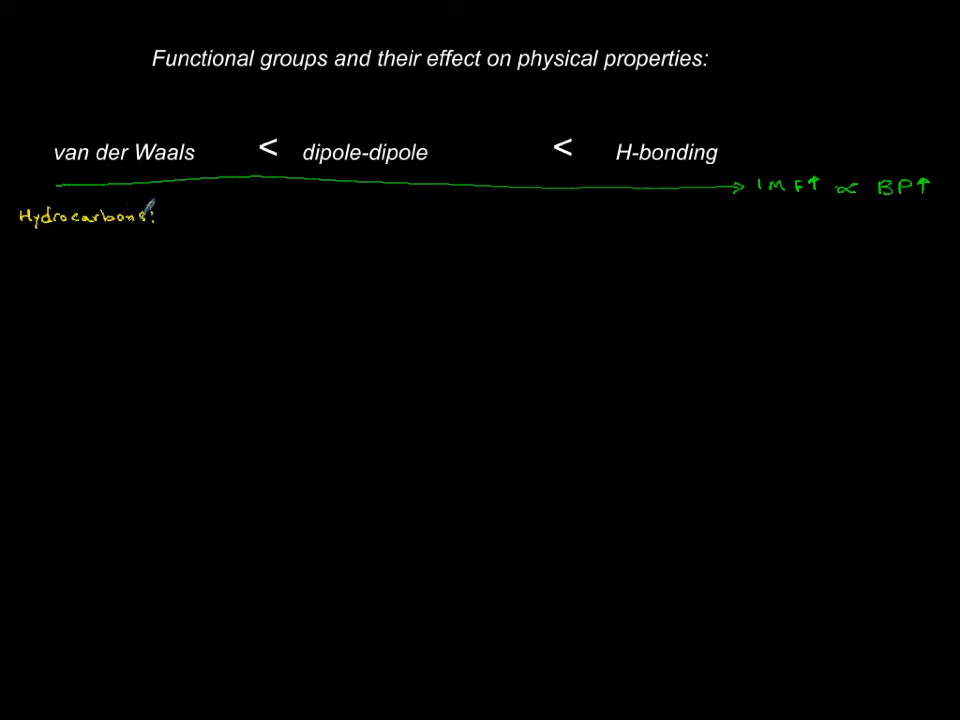 Functional groups and their effect on physical properties:
van der Waals < dipole-dipole < H-bonding
IMF↑ ∝ BP↑
Hydrocarbons: